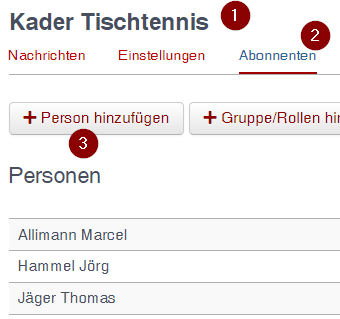 Kader Tischtennis 1
Nachrichten Einstellungen Abonnenten 2
+ Person hinzufügen + Gruppe/Rollen hin
3
Personen
Allimann Marcel
Hammel Jörg
Jäger Thomas